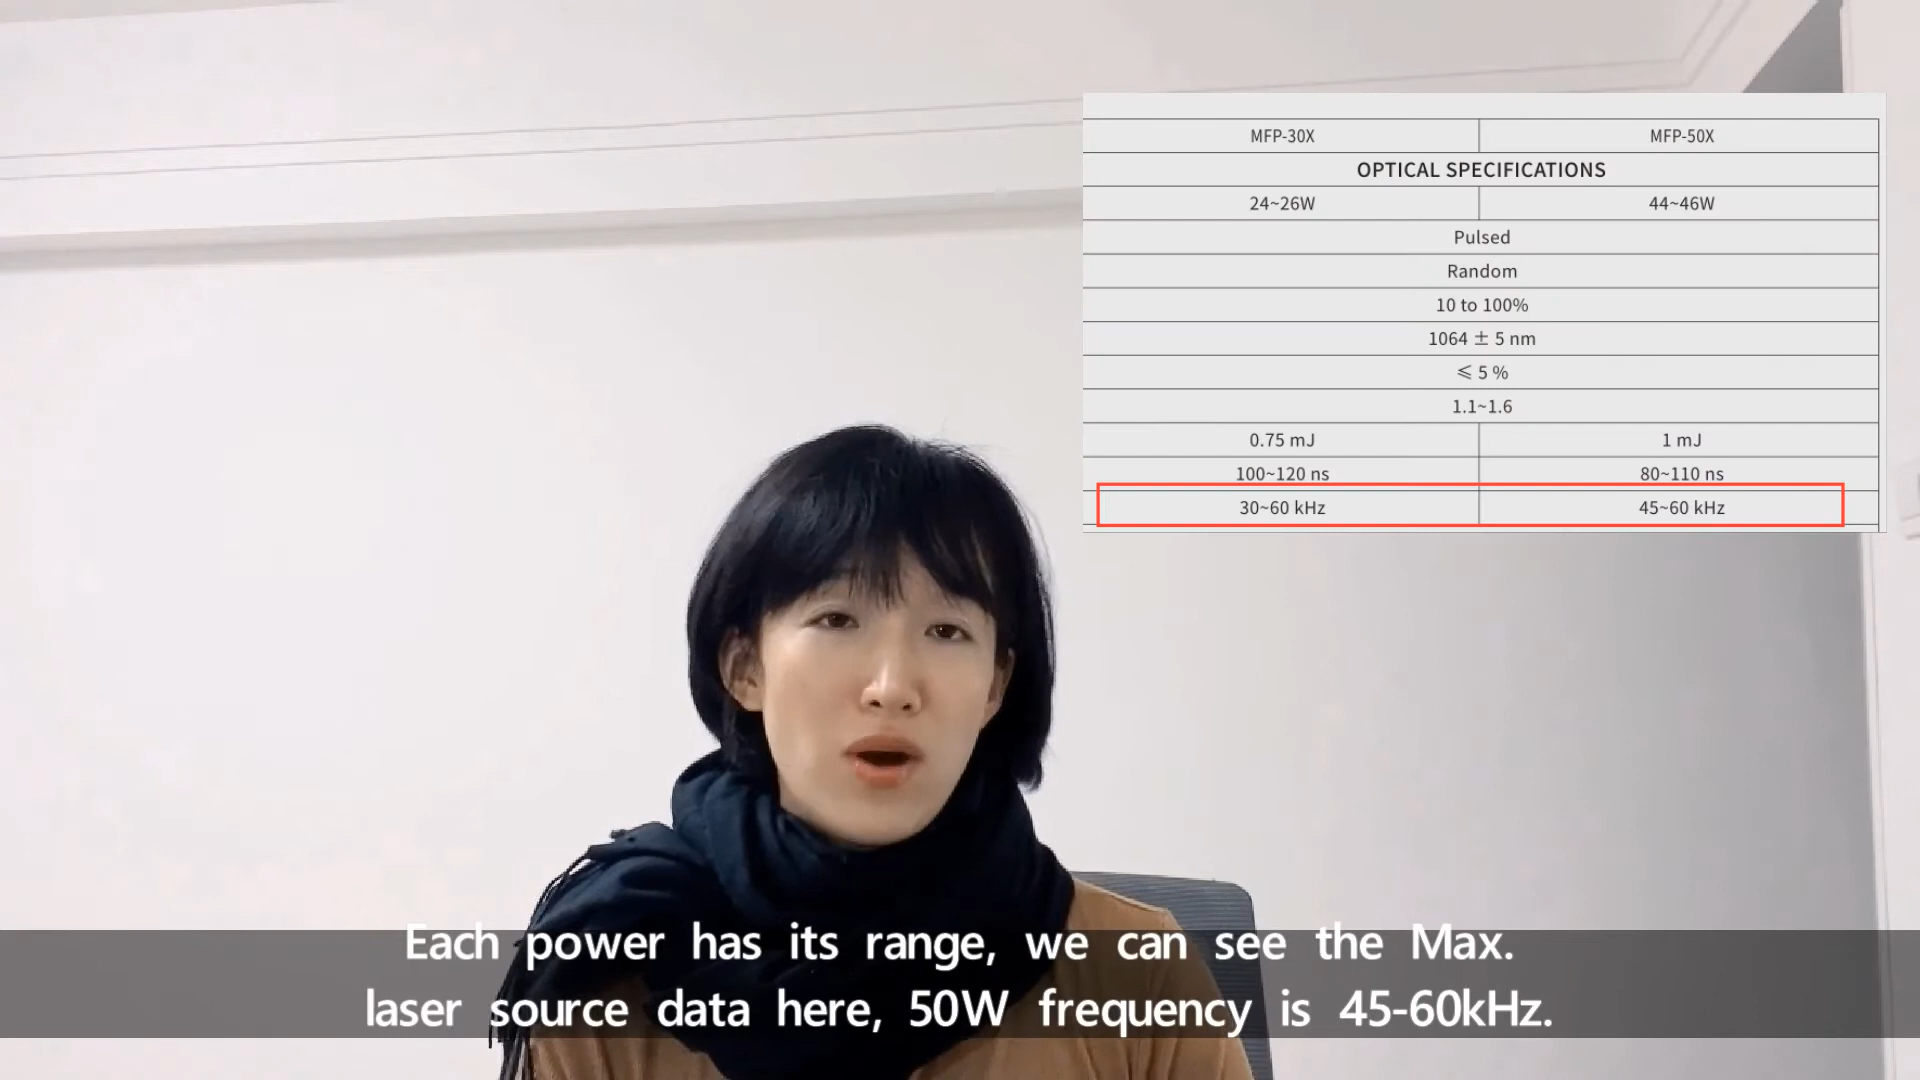 MFP-30X MFP-50X
OPTICAL SPECIFICATIONS
24~26W 44~46W
Pulsed
Random
10 to 100%
1064 ± 5 nm
⩽ 5 %
1.1~1.6
0.75 mJ 1 mJ
100~120 ns 80~110 ns
30~60 kHz 45~60 kHz
Each power has its range, we can see the Max.
laser source data here, 50W frequency is 45-60kHz.